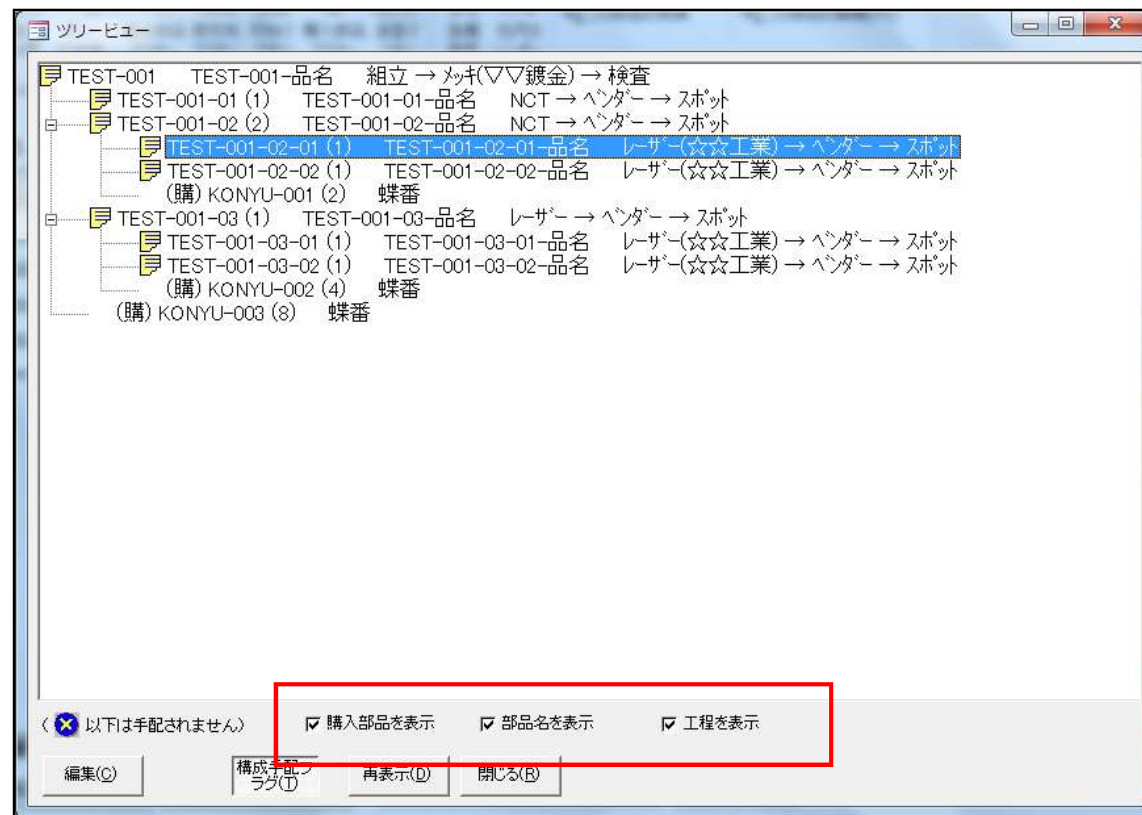 ツリービュー
TEST-001 TEST-001-品名 組立 → ﾒｯｷ(▽▽鍍金) → 検査
TEST-001-01 (1) TEST-001-01-品名 NCT → ﾍﾞﾝﾀﾞｰ → ｽﾎﾟｯﾄ
TEST-001-02 (2) TEST-001-02-品名 NCT → ﾍﾞﾝﾀﾞｰ → ｽﾎﾟｯﾄ
TEST-001-02-01 (1) TEST-001-02-01-品名 ﾚｰｻﾞｰ(☆☆工業) → ﾍﾞﾝﾀﾞｰ → ｽﾎﾟｯﾄ
TEST-001-02-02 (1) TEST-001-02-02-品名 ﾚｰｻﾞｰ(☆☆工業) → ﾍﾞﾝﾀﾞｰ → ｽﾎﾟｯﾄ
(購) KONYU-001 (2) 蝶番
TEST-001-03 (1) TEST-001-03-品名 ﾚｰｻﾞｰ → ﾍﾞﾝﾀﾞｰ → ｽﾎﾟｯﾄ
TEST-001-03-01 (1) TEST-001-03-01-品名 ﾚｰｻﾞｰ(☆☆工業) → ﾍﾞﾝﾀﾞｰ → ｽﾎﾟｯﾄ
TEST-001-03-02 (1) TEST-001-03-02-品名 ﾚｰｻﾞｰ(☆☆工業) → ﾍﾞﾝﾀﾞｰ → ｽﾎﾟｯﾄ
(購) KONYU-002 (4) 蝶番
(購) KONYU-003 (8) 蝶番
( 以下は手配されません) 購入部品を表示 部品名を表示 工程を表示
編集(C) 構成手配フ 再表示(D) 閉じる(R)
ラグ(T)